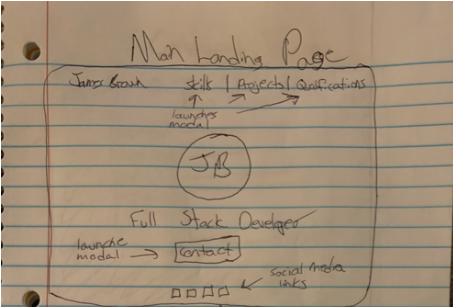 Main Landing Page
James Brown Skills | Projects | Qualifications
launches
modal
JB
Full Stack Developer
launche
modal
contact
social media
links